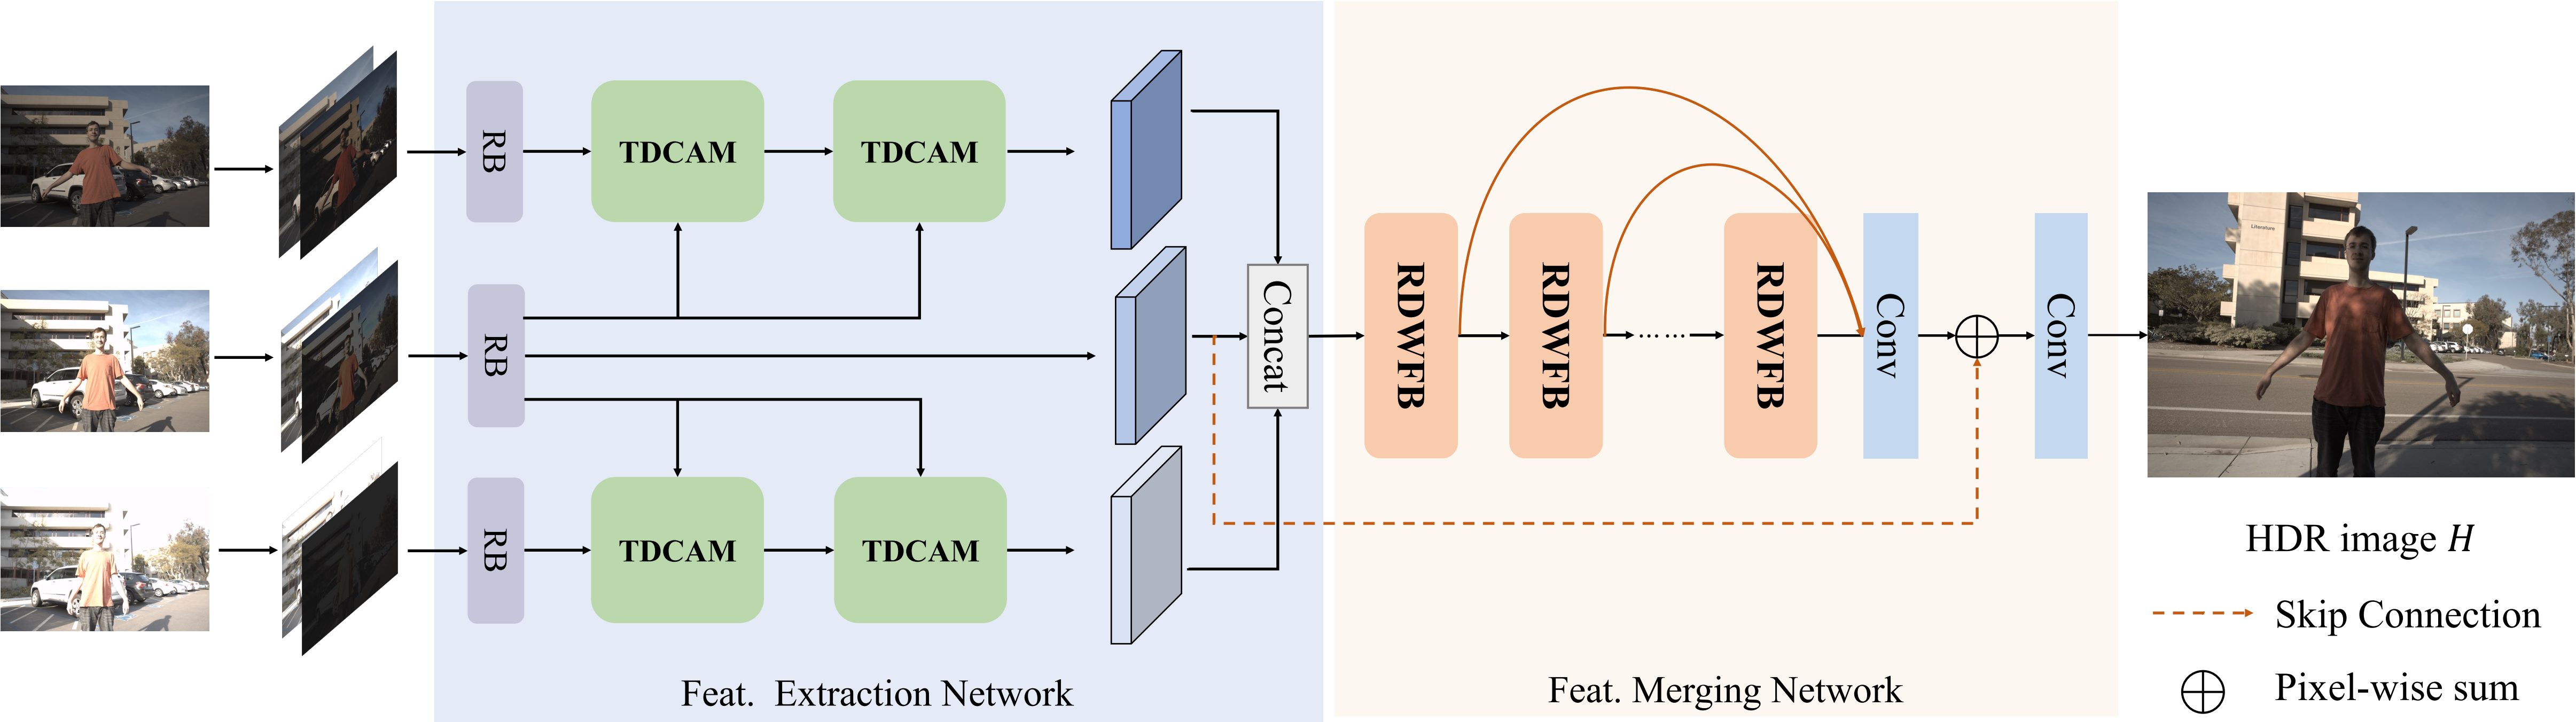 RB
TDCAM
TDCAM
RB
RB
TDCAM
TDCAM
Concat
Feat. Extraction Network
RDWFB
RDWFB
......
RDWFB
Conv
Conv
Feat. Merging Network
Literature
HDR image H
Skip Connection
Pixel-wise sum